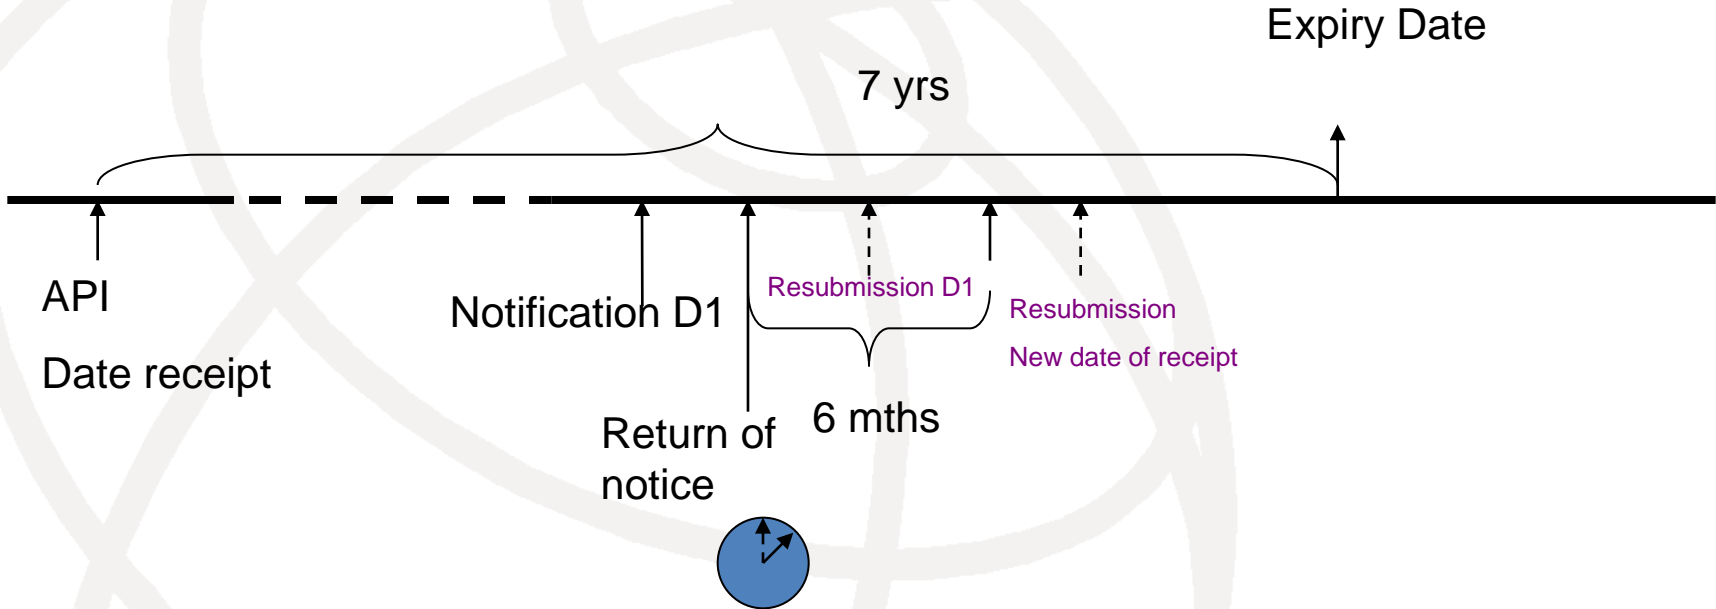 Expiry Date
7 yrs
API
Date receipt
Notification D1
Resubmission D1
Resubmission
New date of receipt
Return of
notice
6 mths